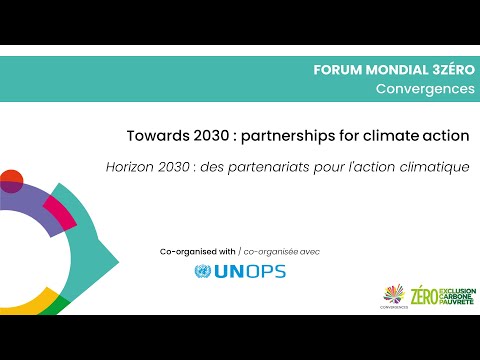 FORUM MONDIAL 3ZÉRO
Convergences
Towards 2030 : partnerships for climate action
Horizon 2030 : des partenariats pour l'action climatique
Co-organised with / co-organisée avec
UNOPS
CONVERGENCES
ZÉRO EXCLUSION
CARBONE
PAUVRETÉ